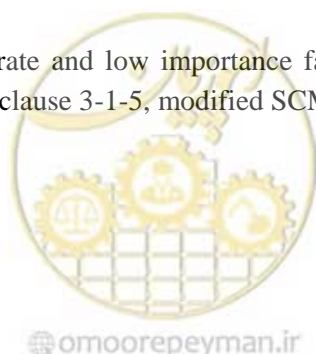 rate and low importance fa
clause 3-1-5, modified SCM
omoorepeyman.ir